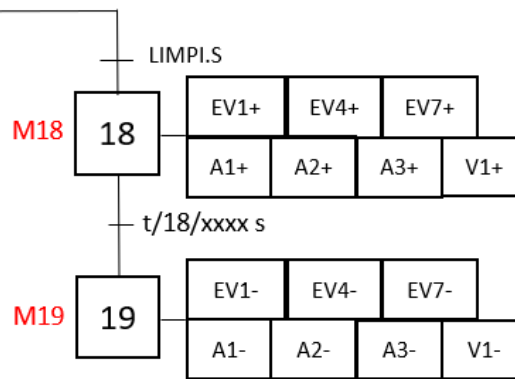 LIMPI.S
M18 18 EV1+ EV4+ EV7+
A1+ A2+ A3+ V1+
t/18/xxxx s
M19 19 EV1- EV4- EV7-
A1- A2- A3- V1-